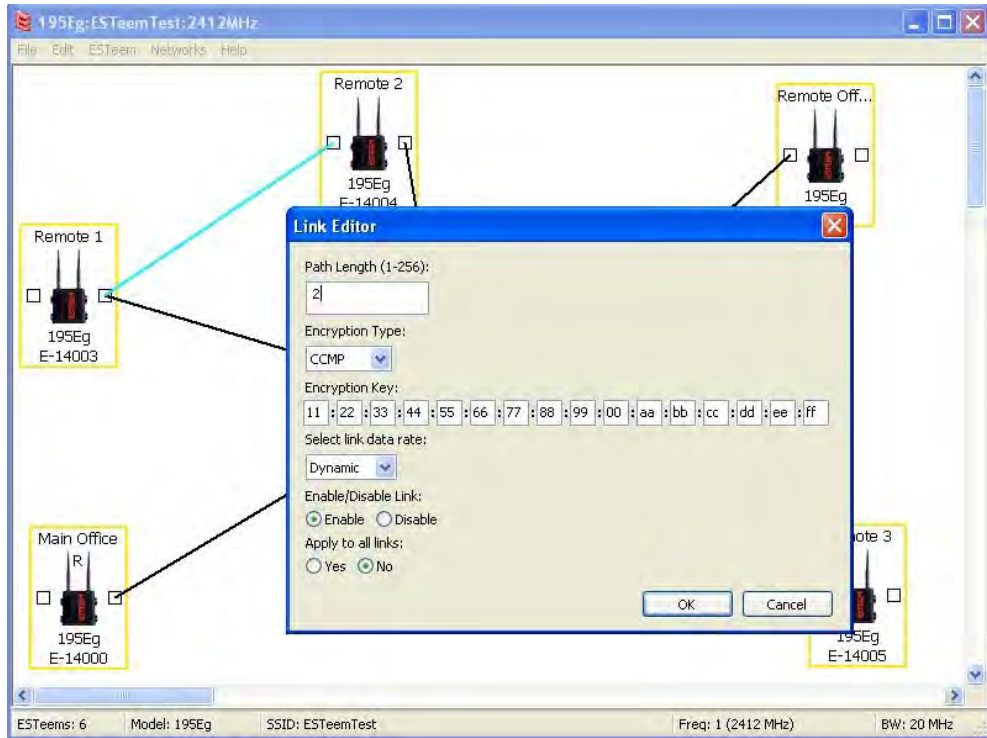 195Eg:ESTeemTest:2412MHz
File Edit ESTeem Networks Help
Remote 2
195Eg
E-14004
Remote Off...
195Eg
Remote 1
195Eg
E-14003
Link Editor
Path Length (1-256):
2
Encryption Type:
CCMP
Encryption Key:
11 : 22 : 33 : 44 : 55 : 66 : 77 : 88 : 99 : 00 : aa : bb : cc : dd : ee : ff
Select link data rate:
Dynamic
Enable/Disable Link:
Enable Disable
Apply to all links:
Yes No
OK Cancel
Main Office
R
195Eg
E-14000
ote 3
195Eg
E-14005
ESTeems: 6 Model: 195Eg SSID: ESTeemTest Freq: 1 (2412 MHz) BW: 20 MHz